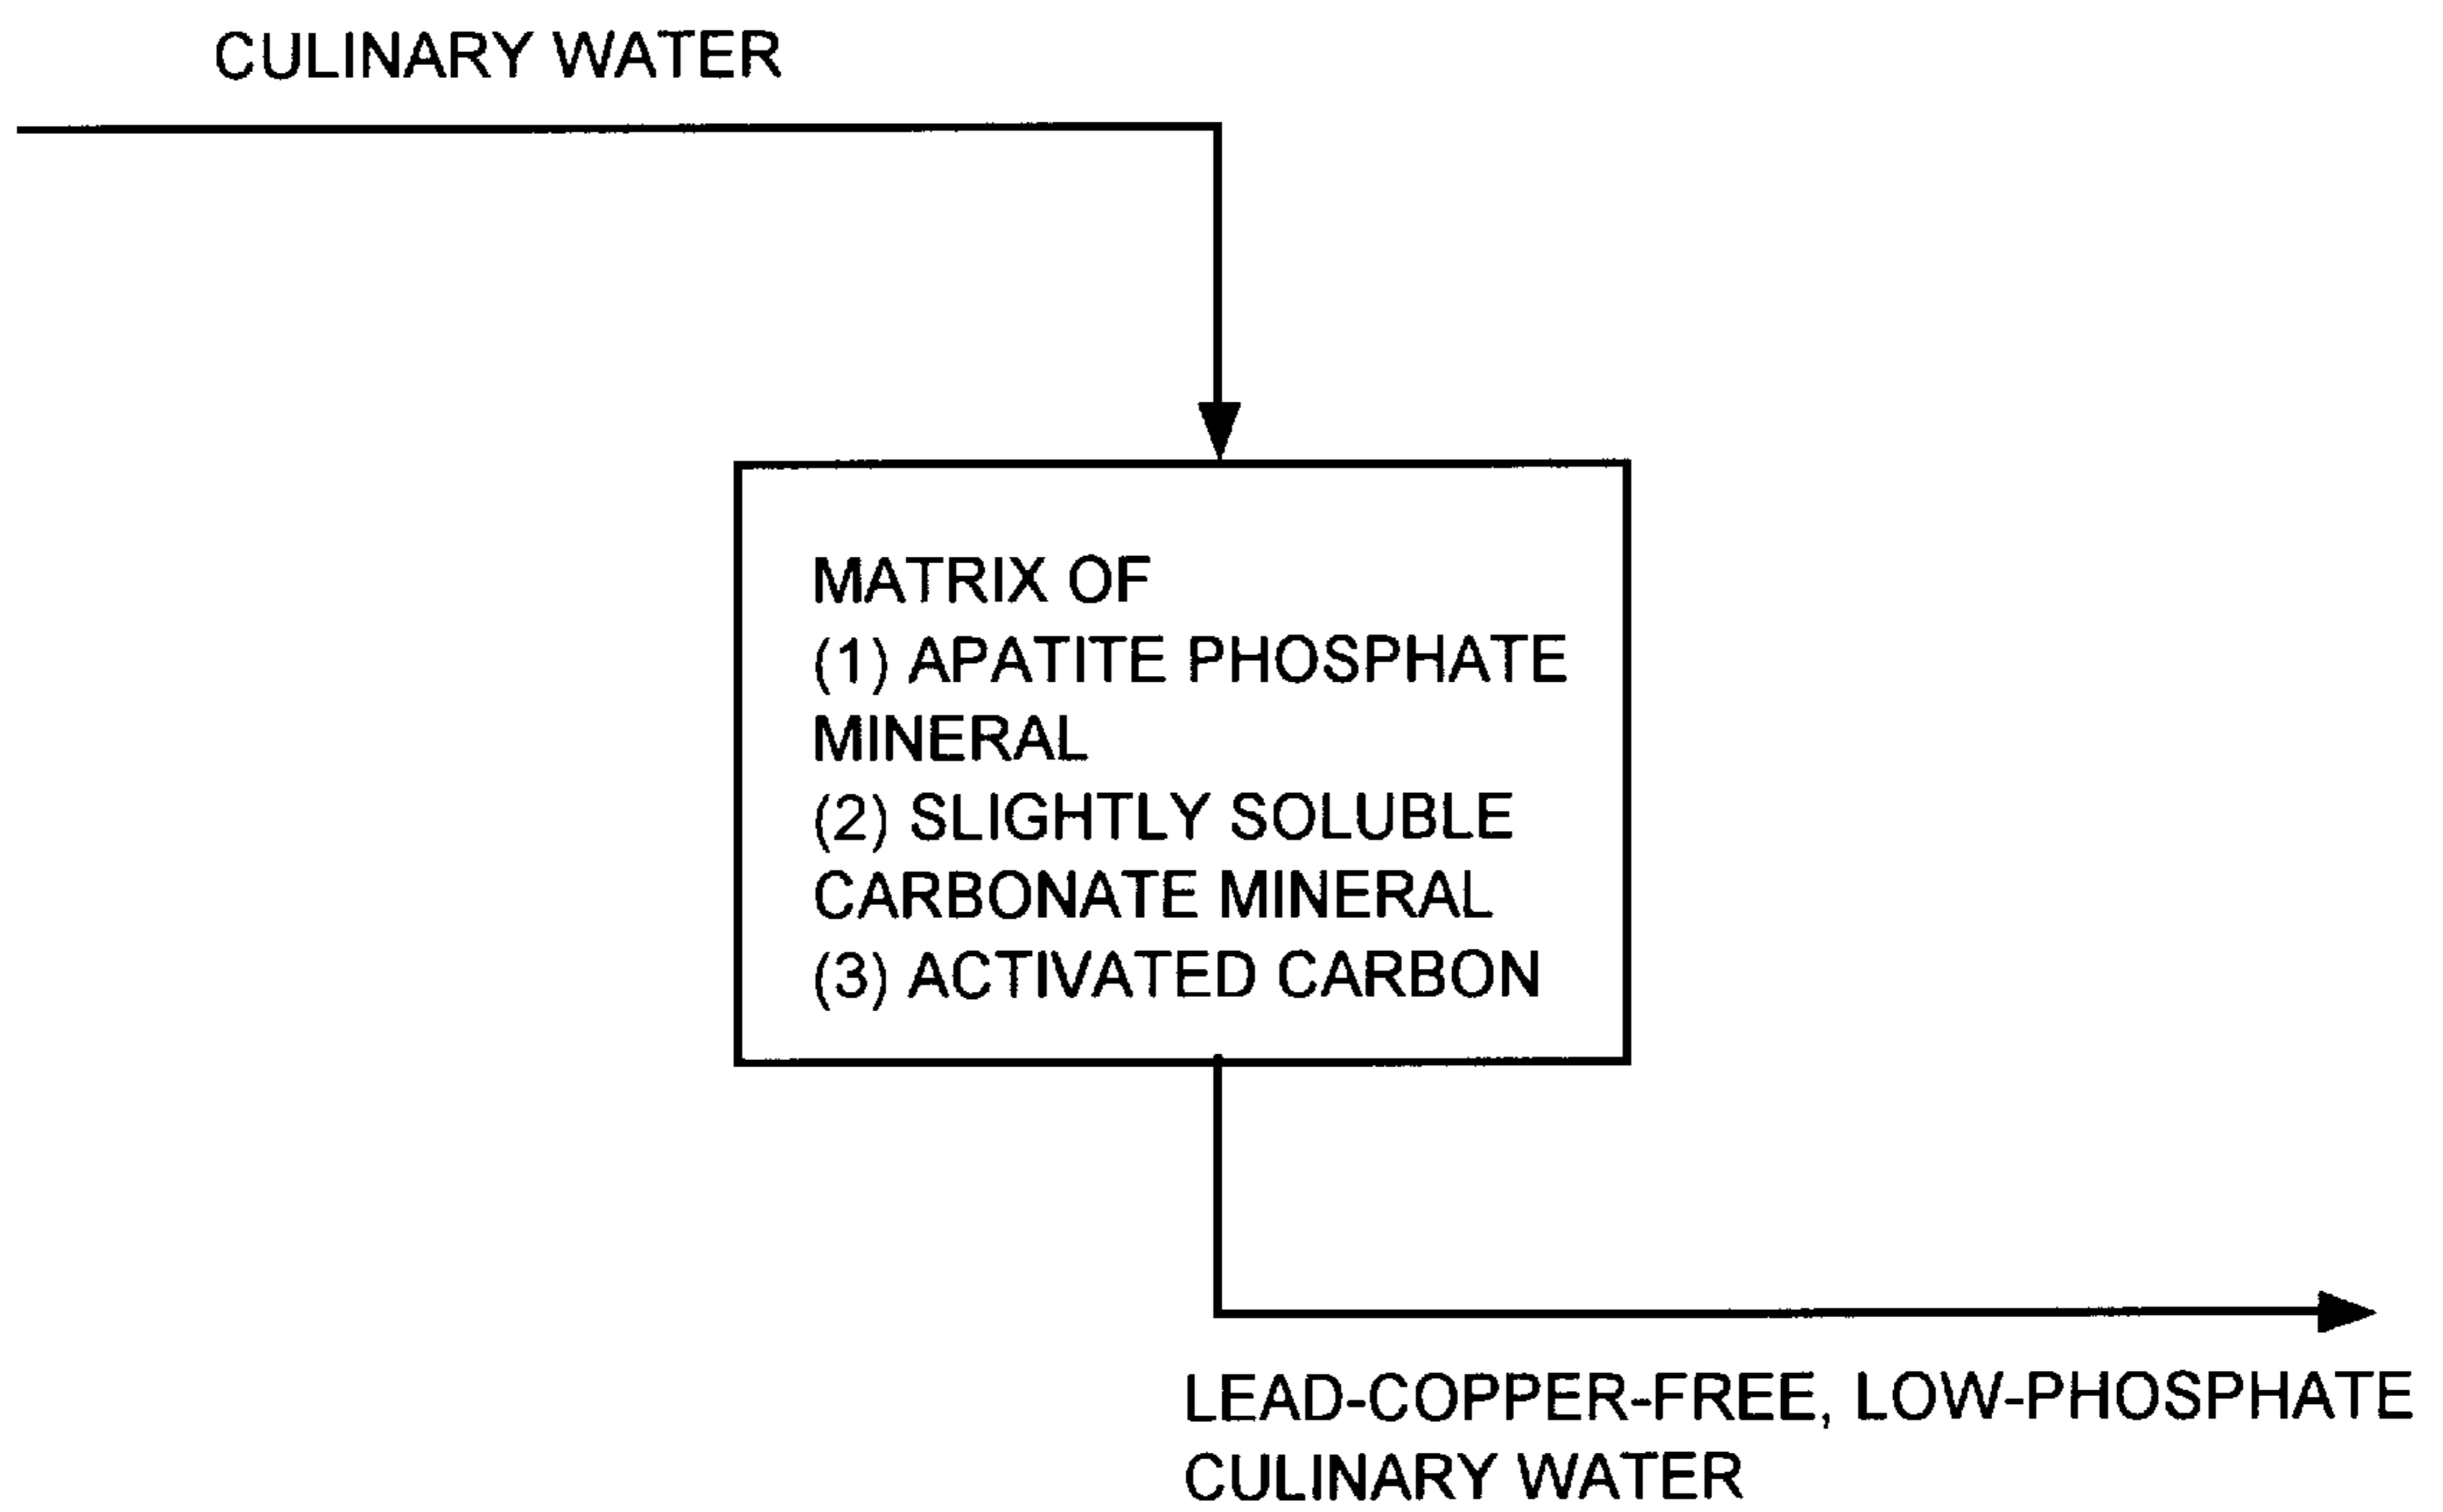 CULINARY WATER
MATRIX OF
(1) APATITE PHOSPHATE
MINERAL
(2) SLIGHTLY SOLUBLE
CARBONATE MINERAL
(3) ACTIVATED CARBON
LEAD-COPPER-FREE, LOW-PHOSPHATE
CULINARY WATER